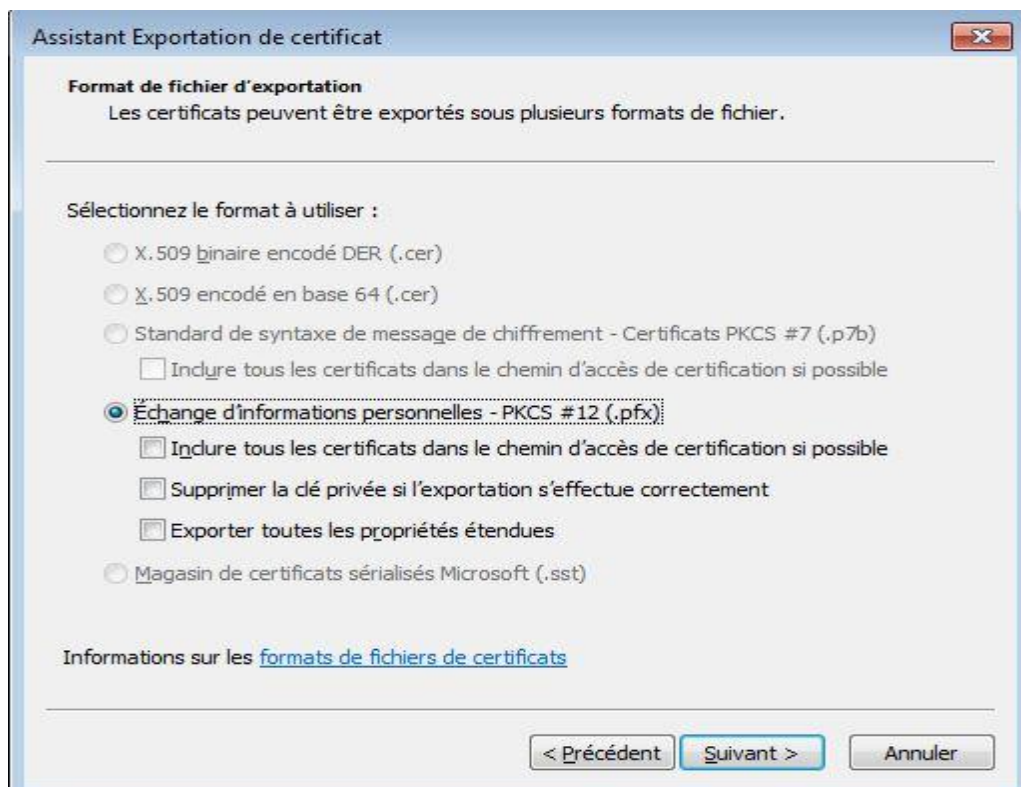 Assistant Exportation de certificat
Format de fichier d'exportation
Les certificats peuvent être exportés sous plusieurs formats de fichier.
Sélectionnez le format à utiliser :
X.509 binaire encodé DER (.cer)
X.509 encodé en base 64 (.cer)
Standard de syntaxe de message de chiffrement - Certificats PKCS #7 (.p7b)
Inclure tous les certificats dans le chemin d'accès de certification si possible
Échange d'informations personnelles - PKCS #12 (.pfx)
Inclure tous les certificats dans le chemin d'accès de certification si possible
Supprimer la clé privée si l'exportation s'effectue correctement
Exporter toutes les propriétés étendues
Magasin de certificats sérialisés Microsoft (.sst)
Informations sur les formats de fichiers de certificats
< Précédent Suivant > Annuler